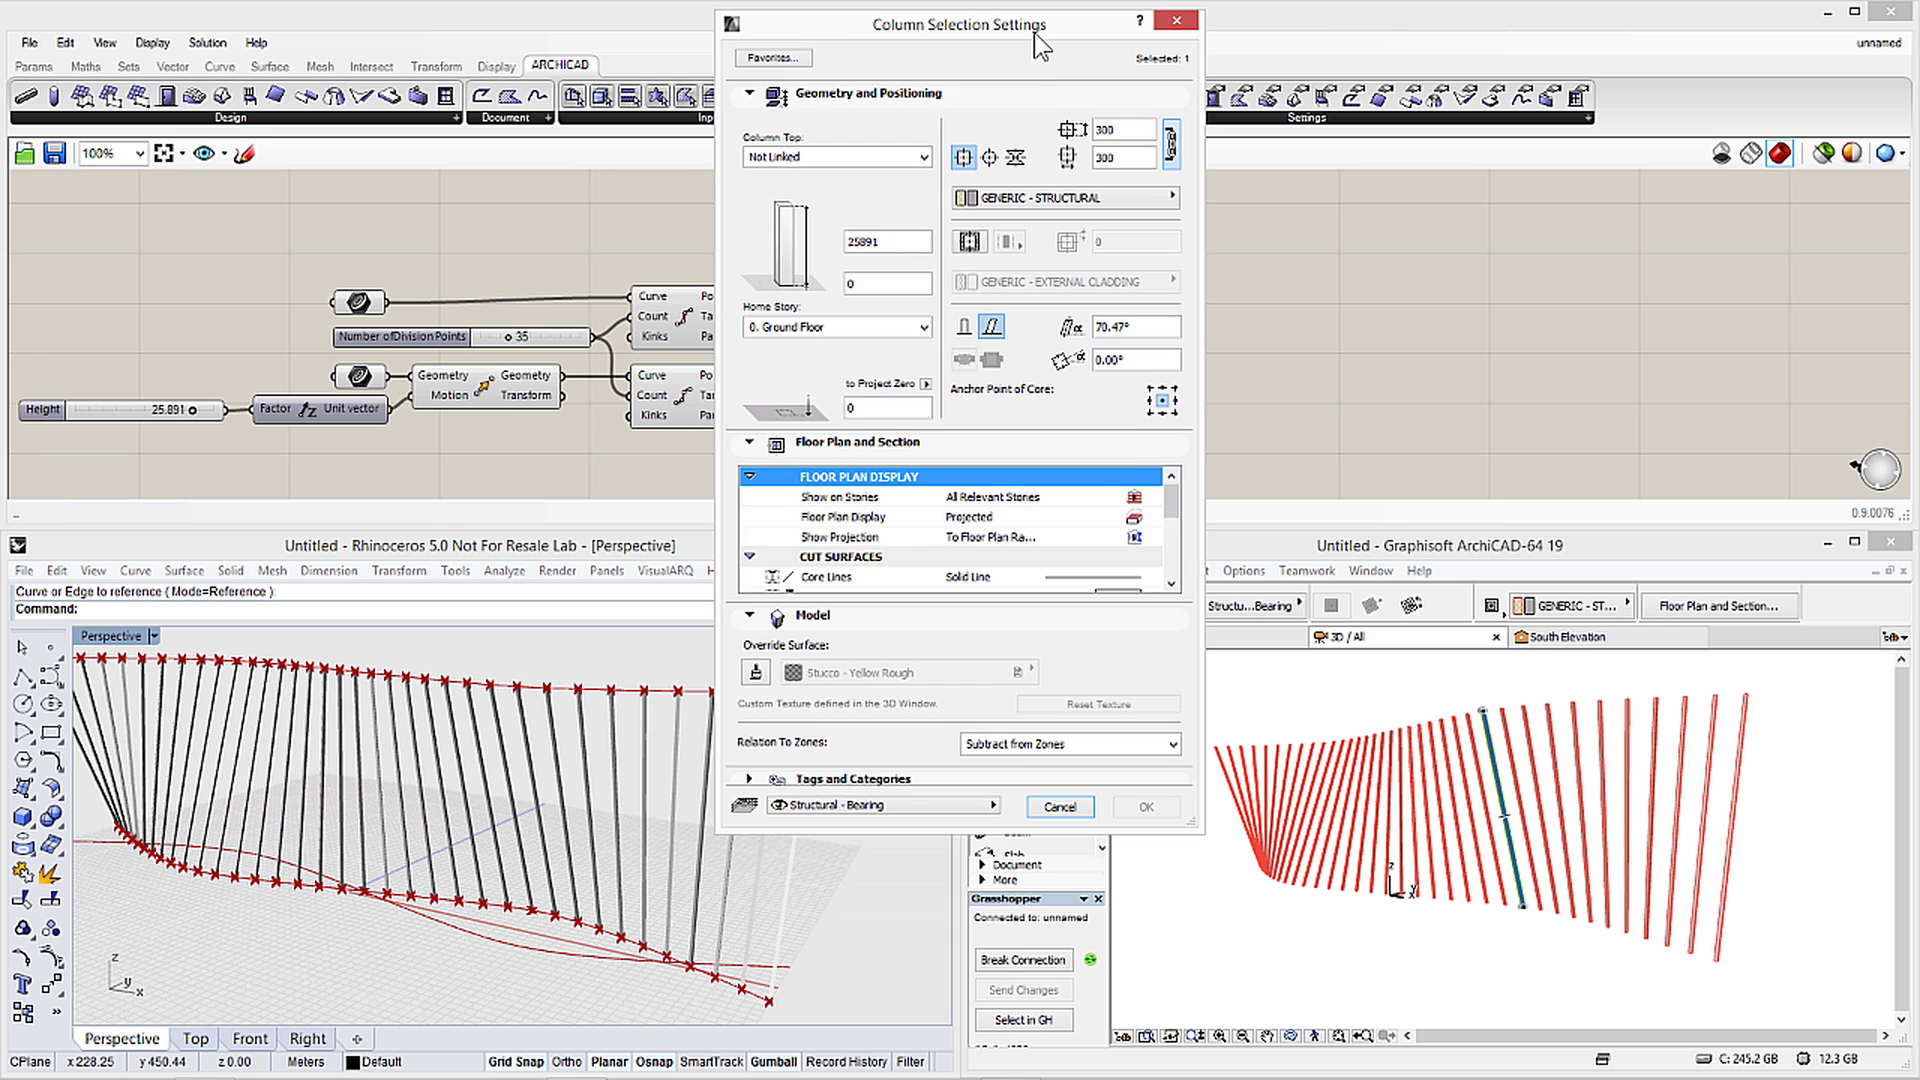 Column Selection Settings
?
File Edit View Display Solution Help
unnamed
Params Maths Sets Vector Curve Surface Mesh Intersect Transform Display ARCHICAD
Favorites...
Selected: 1
Design
Document
Settings
100%
Geometry and Positioning
Column Top:
Not Linked
300
300
GENERIC - STRUCTURAL
25891
0
0
GENERIC - EXTERNAL CLADDING
Home Story:
0. Ground Floor
70.47°
0.00°
to Project Zero
Anchor Point of Core:
0
Curve
Count
Kinks
Number of Division Points
35
Geometry Geometry
Motion Transform
Curve
Count
Kinks
Height
25.891
Factor Unit vector
Floor Plan and Section
FLOOR PLAN DISPLAY
Show on Stories All Relevant Stories
Floor Plan Display Projected
Show Projection To Floor Plan Ra...
CUT SURFACES
Core Lines Solid Line
0.9.0076
Untitled - Rhinoceros 5.0 Not For Resale Lab - [Perspective]
File Edit View Curve Surface Solid Mesh Dimension Transform Tools Analyze Render Panels VisualARQ H
Curve or Edge to reference ( Mode=Reference ):
Command:
Perspective
Model
Override Surface:
Stucco - Yellow Rough
Custom Texture defined in the 3D Window.
Reset Texture
Relation To Zones:
Subtract from Zones
Tags and Categories
Structural - Bearing
Cancel
OK
Untitled - Graphisoft ArchiCAD-64 19
Options Teamwork Window Help
Structu...Bearing
GENERIC - ST...
Floor Plan and Section...
3D / All
South Elevation
Document
More
Grasshopper
Connected to: unnamed
Break Connection
Send Changes
Select in GH
z
y
x
z
y
x
Perspective Top Front Right
CPlane x 228.25 y 450.44 z 0.00 Meters Default Grid Snap Ortho Planar Osnap SmartTrack Gumball Record History Filter
C: 245.2 GB
12.3 GB